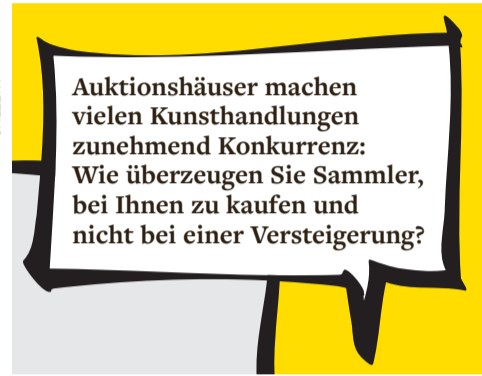 Auktionshäuser machen
vielen Kunsthandlungen
zunehmend Konkurrenz:
Wie überzeugen Sie Sammler,
bei Ihnen zu kaufen und
nicht bei einer Versteigerung?